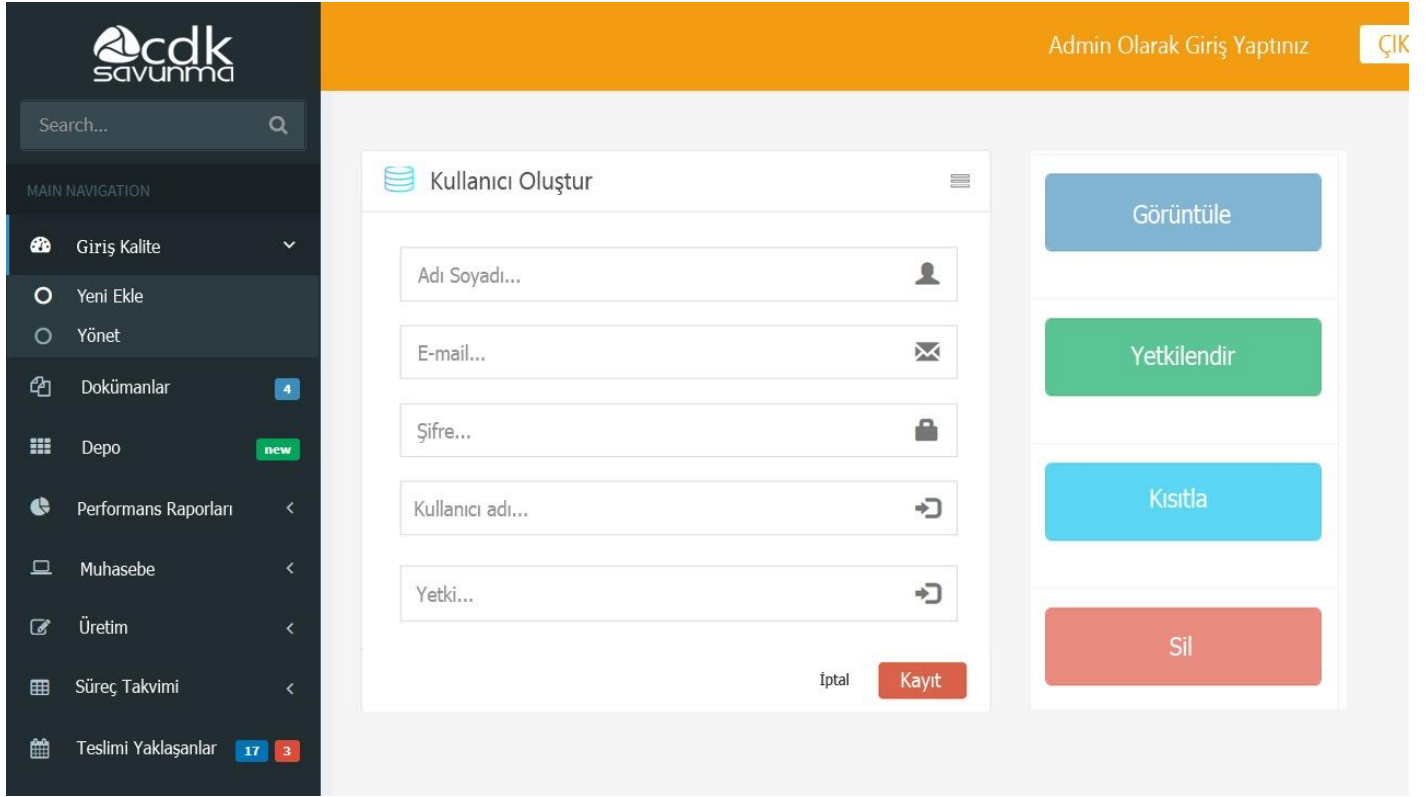 cdk
savunma
Search...
MAIN NAVIGATION
Giriş Kalite
Yeni Ekle
Yönet
Dokümanlar 4
Depo new
Performans Raporları
Muhasebe
Üretim
Süreç Takvimi
Teslimi Yaklaşanlar 17 3
Admin Olarak Giriş Yaptınız ÇIK
Kullanıcı Oluştur
Adı Soyadı...
E-mail...
Şifre...
Kullanıcı adı...
Yetki...
İptal Kayıt
Görüntüle
Yetkilendir
Kısıtla
Sil